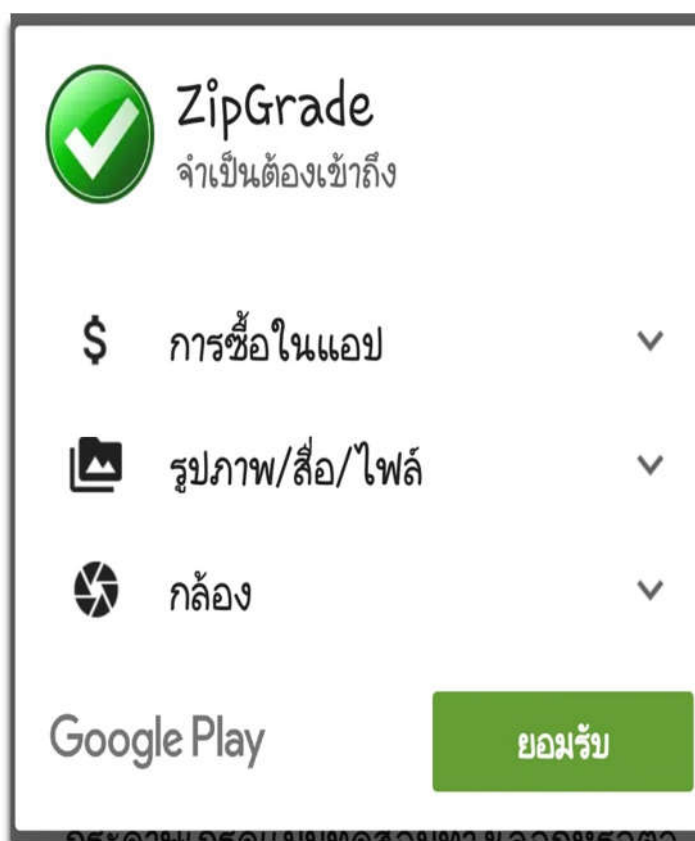 ZipGrade
จำเป็นต้องเข้าถึง
$ การซื้อในแอป
รูปภาพ/สื่อ/ไฟล์
กล้อง
Google Play
ยอมรับ